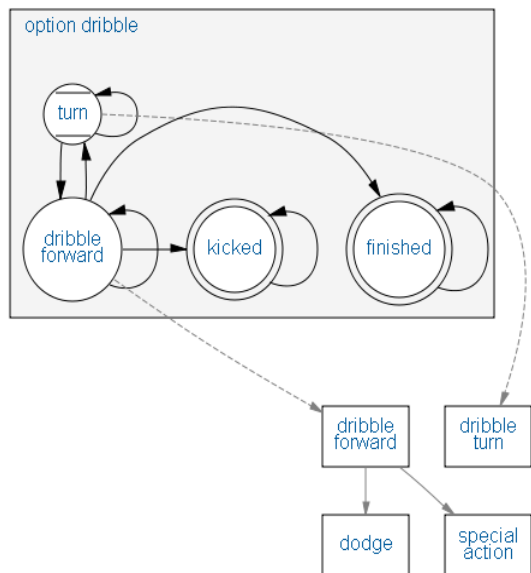 option dribble
turn
dribble
forward
kicked
finished
dribble
forward
dribble
turn
dodge
special
action